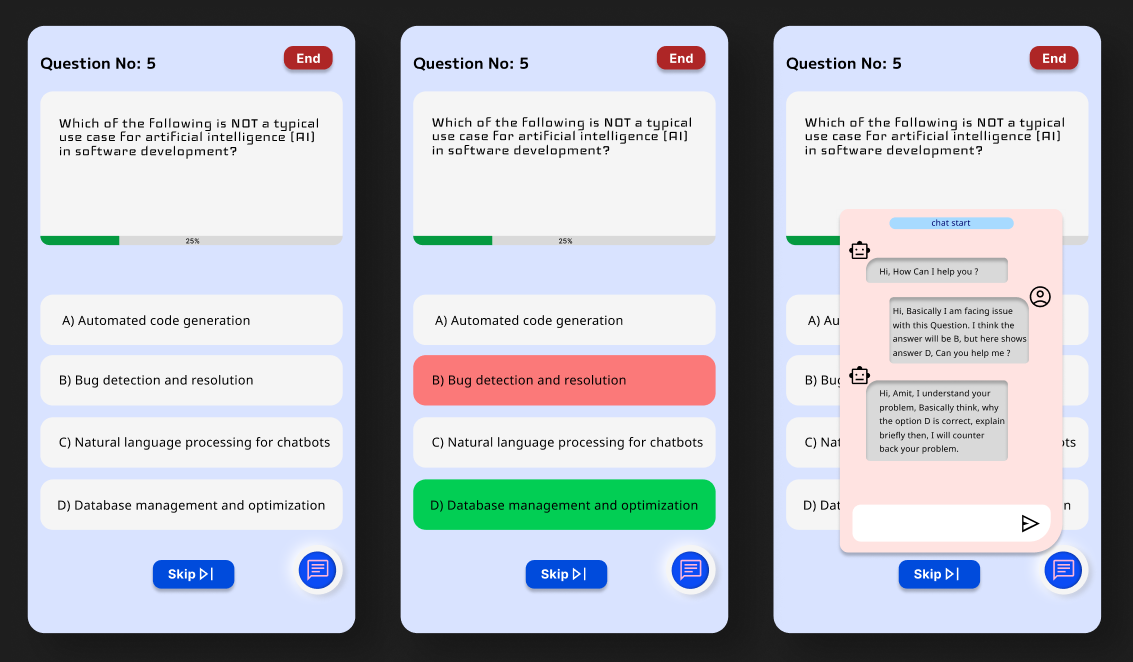 Question No: 5
End
Which of the following is NOT a typical
use case for artificial intelligence (AI)
in software development?
25%
A) Automated code generation
B) Bug detection and resolution
C) Natural language processing for chatbots
D) Database management and optimization
Skip
Question No: 5
End
Which of the following is NOT a typical
use case for artificial intelligence (AI)
in software development?
25%
A) Automated code generation
B) Bug detection and resolution
C) Natural language processing for chatbots
D) Database management and optimization
Skip
Question No: 5
End
Which of the following is NOT a typical
use case for artificial intelligence (AI)
in software development?
chat start
Hi, How Can I help you ?
Hi, Basically I am facing issue
with this Question. I think the
answer will be B, but here shows
answer D, Can you help me ?
Hi, Amit, I understand your
problem, Basically think, why
the option D is correct, explain
briefly then, I will counter
back your problem.
A) Au
B) Bug
C) Nat
ots
D) Dat
n
Skip